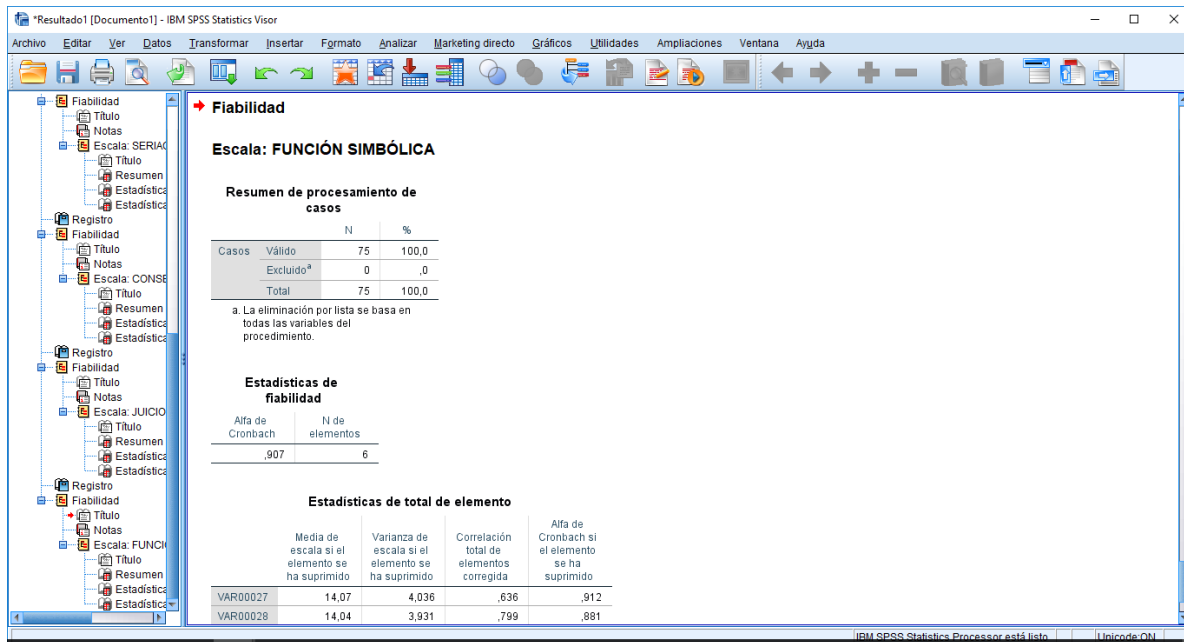 *Resultado1 [Documento1] - IBM SPSS Statistics Visor
Archivo Editar Ver Datos Transformar Insertar Formato Analizar Marketing directo Gráficos Utilidades Ampliaciones Ventana Ayuda
Fiabilidad
Título
Notas
Escala: SERIAC
Título
Resumen
Estadística
Estadística
Registro
Fiabilidad
Título
Notas
Escala: CONSE
Título
Resumen
Estadística
Estadística
Registro
Fiabilidad
Título
Notas
Escala: JUICIO
Título
Resumen
Estadística
Estadística
Registro
Fiabilidad
Título
Notas
Escala: FUNCI
Título
Resumen
Estadística
Estadística
Fiabilidad
Escala: FUNCIÓN SIMBÓLICA
Resumen de procesamiento de
casos
N %
Casos Válido 75 100,0
Excluido a 0 ,0
Total 75 100,0
a. La eliminación por lista se basa en
todas las variables del
procedimiento.
Estadísticas de
fiabilidad
Alfa de N de
Cronbach elementos
,907 6
Estadísticas de total de elemento
Alfa de
Media de Varianza de Correlación Cronbach si
escala si el escala si el total de el elemento
elemento se elemento se elementos se ha
ha suprimido ha suprimido corregida suprimido
VAR00027 14,07 4,036 ,636 ,912
VAR00028 14,04 3,931 ,799 ,881
IBM SPSS Statistics Processor está listo Unicode:ON